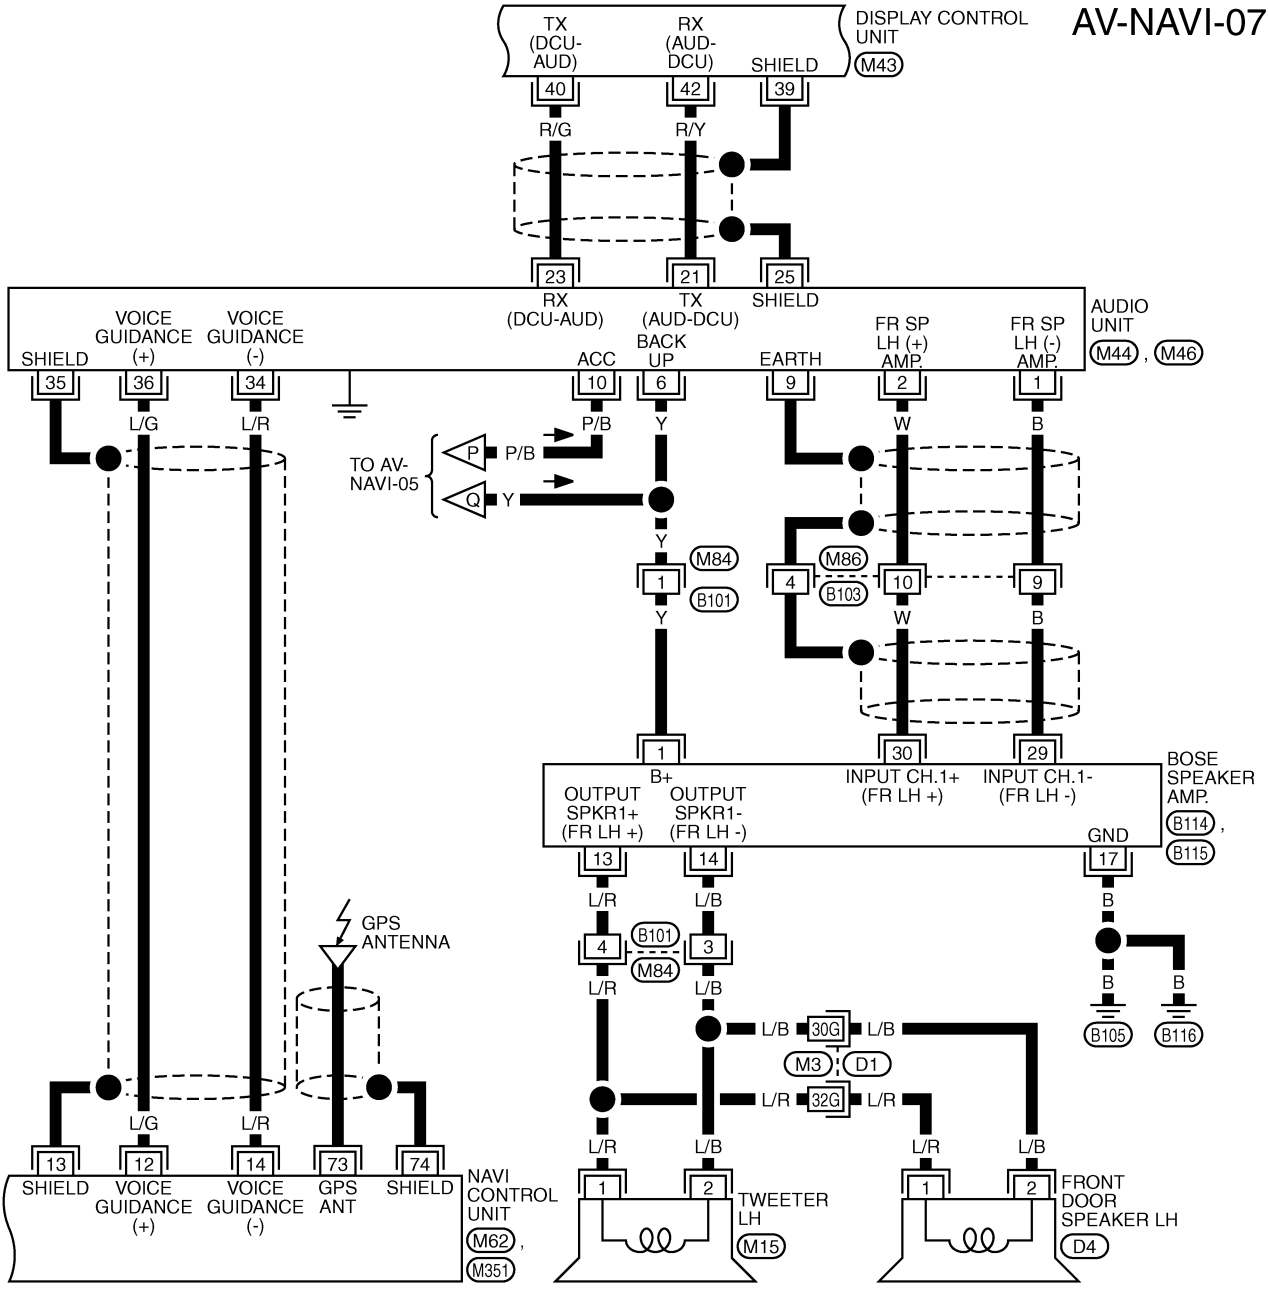 AV-NAVI-07
TX
(DCU-
AUD)
RX
(AUD-
DCU)
SHIELD
DISPLAY CONTROL
UNIT
M43
40
42
39
R/G
R/Y
23
21
25
RX
(DCU-AUD)
TX
(AUD-DCU)
SHIELD
SHIELD
VOICE
GUIDANCE
(+)
VOICE
GUIDANCE
(-)
ACC
BACK
UP
EARTH
FR SP
LH (+)
AMP.
FR SP
LH (-)
AMP.
AUDIO
UNIT
M44 , M46
35
36
34
10
6
9
2
1
L/G
L/R
P/B
Y
W
B
TO AV-
NAVI-05
P
P/B
Q
Y
Y
M84
1
B101
Y
4
M86
B103
10
9
W
B
1
30
29
B+
INPUT CH.1+
(FR LH +)
INPUT CH.1-
(FR LH -)
OUTPUT
SPKR1+
(FR LH +)
OUTPUT
SPKR1-
(FR LH -)
GND
BOSE
SPEAKER
AMP.
B114 ,
B115
13
14
17
L/R
L/B
B
GPS
ANTENNA
4
B101
M84
3
L/R
L/B
B
B
B105
B116
L/B
30G
L/B
M3
D1
L/R
32G
L/R
L/G
L/R
L/R
L/B
L/R
L/B
13
12
14
73
74
SHIELD
VOICE
GUIDANCE
(+)
VOICE
GUIDANCE
(-)
GPS
ANT
SHIELD
NAVI
CONTROL
UNIT
M62 ,
M351
1
2
TWEETER
LH
M15
1
2
FRONT
DOOR
SPEAKER LH
D4